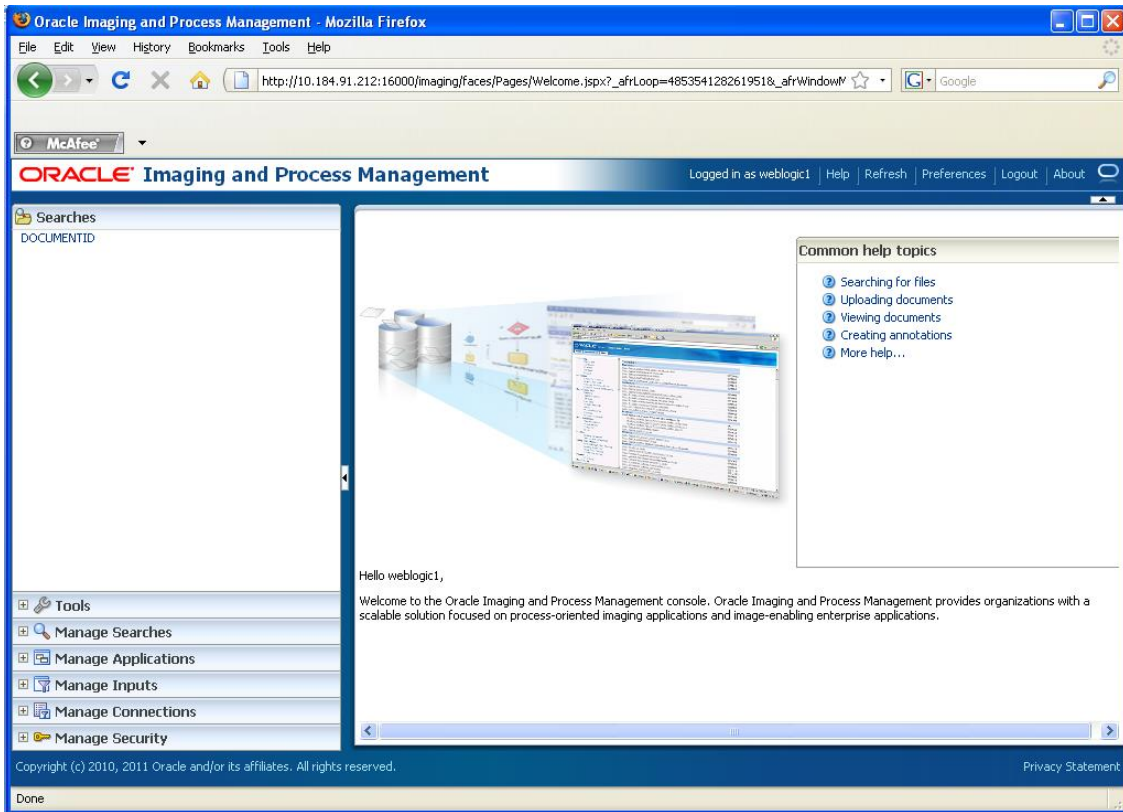 Oracle Imaging and Process Management - Mozilla Firefox
File Edit View History Bookmarks Tools Help
http://10.184.91.212:16000/imaging/faces/Pages/Welcome.jspx?_afrLoop=485354128261951&_afrWindowM
Google
McAfee
ORACLE Imaging and Process Management
Logged in as weblogic1 | Help | Refresh | Preferences | Logout | About
Searches
DOCUMENTID
Common help topics
Searching for files
Uploading documents
Viewing documents
Creating annotations
More help...
Hello weblogic1,
Welcome to the Oracle Imaging and Process Management console. Oracle Imaging and Process Management provides organizations with a
scalable solution focused on process-oriented imaging applications and image-enabling enterprise applications.
Tools
Manage Searches
Manage Applications
Manage Inputs
Manage Connections
Manage Security
Copyright (c) 2010, 2011 Oracle and/or its affiliates. All rights reserved.
Privacy Statement
Done